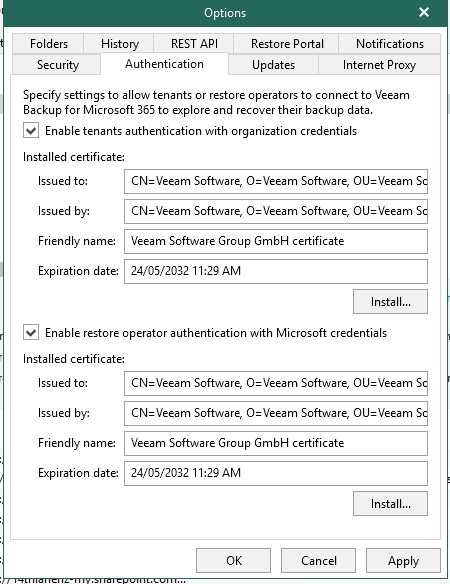 Options
Folders
History
REST API
Restore Portal
Notifications
Security
Authentication
Updates
Internet Proxy
Specify settings to allow tenants or restore operators to connect to Veeam
Backup for Microsoft 365 to explore and recover their backup data.
Enable tenants authentication with organization credentials
Installed certificate:
Issued to: CN=Veeam Software, O=Veeam Software, OU=Veeam So
Issued by: CN=Veeam Software, O=Veeam Software, OU=Veeam So
Friendly name: Veeam Software Group GmbH certificate
Expiration date: 24/05/2032 11:29 AM
Install...
Enable restore operator authentication with Microsoft credentials
Installed certificate:
Issued to: CN=Veeam Software, O=Veeam Software, OU=Veeam So
Issued by: CN=Veeam Software, O=Veeam Software, OU=Veeam So
Friendly name: Veeam Software Group GmbH certificate
Expiration date: 24/05/2032 11:29 AM
Install...
OK
Cancel
Apply